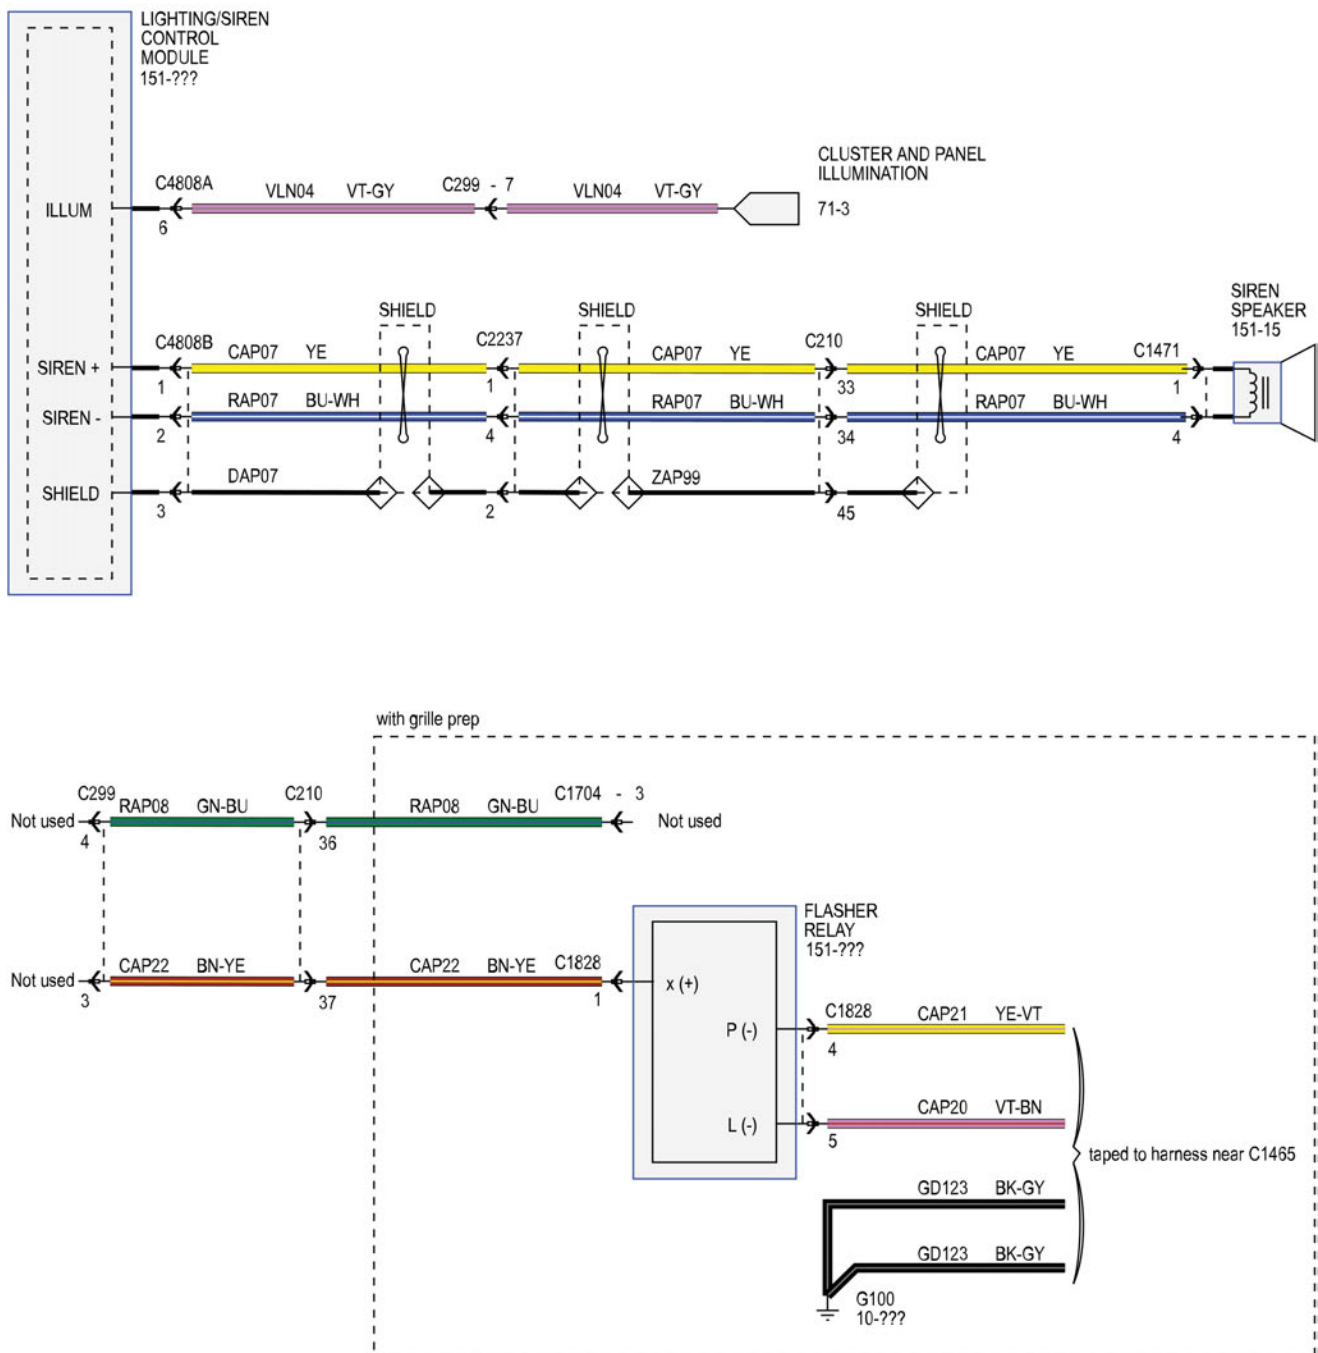 LIGHTING/SIREN
CONTROL
MODULE
151-???
CLUSTER AND PANEL
ILLUMINATION
71-3
C4808A
VLN04 VT-GY
C299 - 7
VLN04 VT-GY
ILLUM
6
SIREN
SPEAKER
151-15
SHIELD
SHIELD
SHIELD
C4808B
CAP07 YE
C2237
CAP07 YE
C210
CAP07 YE
C1471
SIREN +
1
1
33
1
RAP07 BU-WH
RAP07 BU-WH
RAP07 BU-WH
SIREN -
2
4
34
4
DAP07
ZAP99
SHIELD
3
2
45
with grille prep
C299
RAP08 GN-BU
C210
RAP08 GN-BU
C1704 - 3
Not used
4
36
Not used
FLASHER
RELAY
151-???
CAP22 BN-YE
CAP22 BN-YE
C1828
Not used
3
37
1
x (+)
C1828
CAP21 YE-VT
P (-)
4
CAP20 VT-BN
L (-)
5
taped to harness near C1465
GD123 BK-GY
GD123 BK-GY
G100
10-???